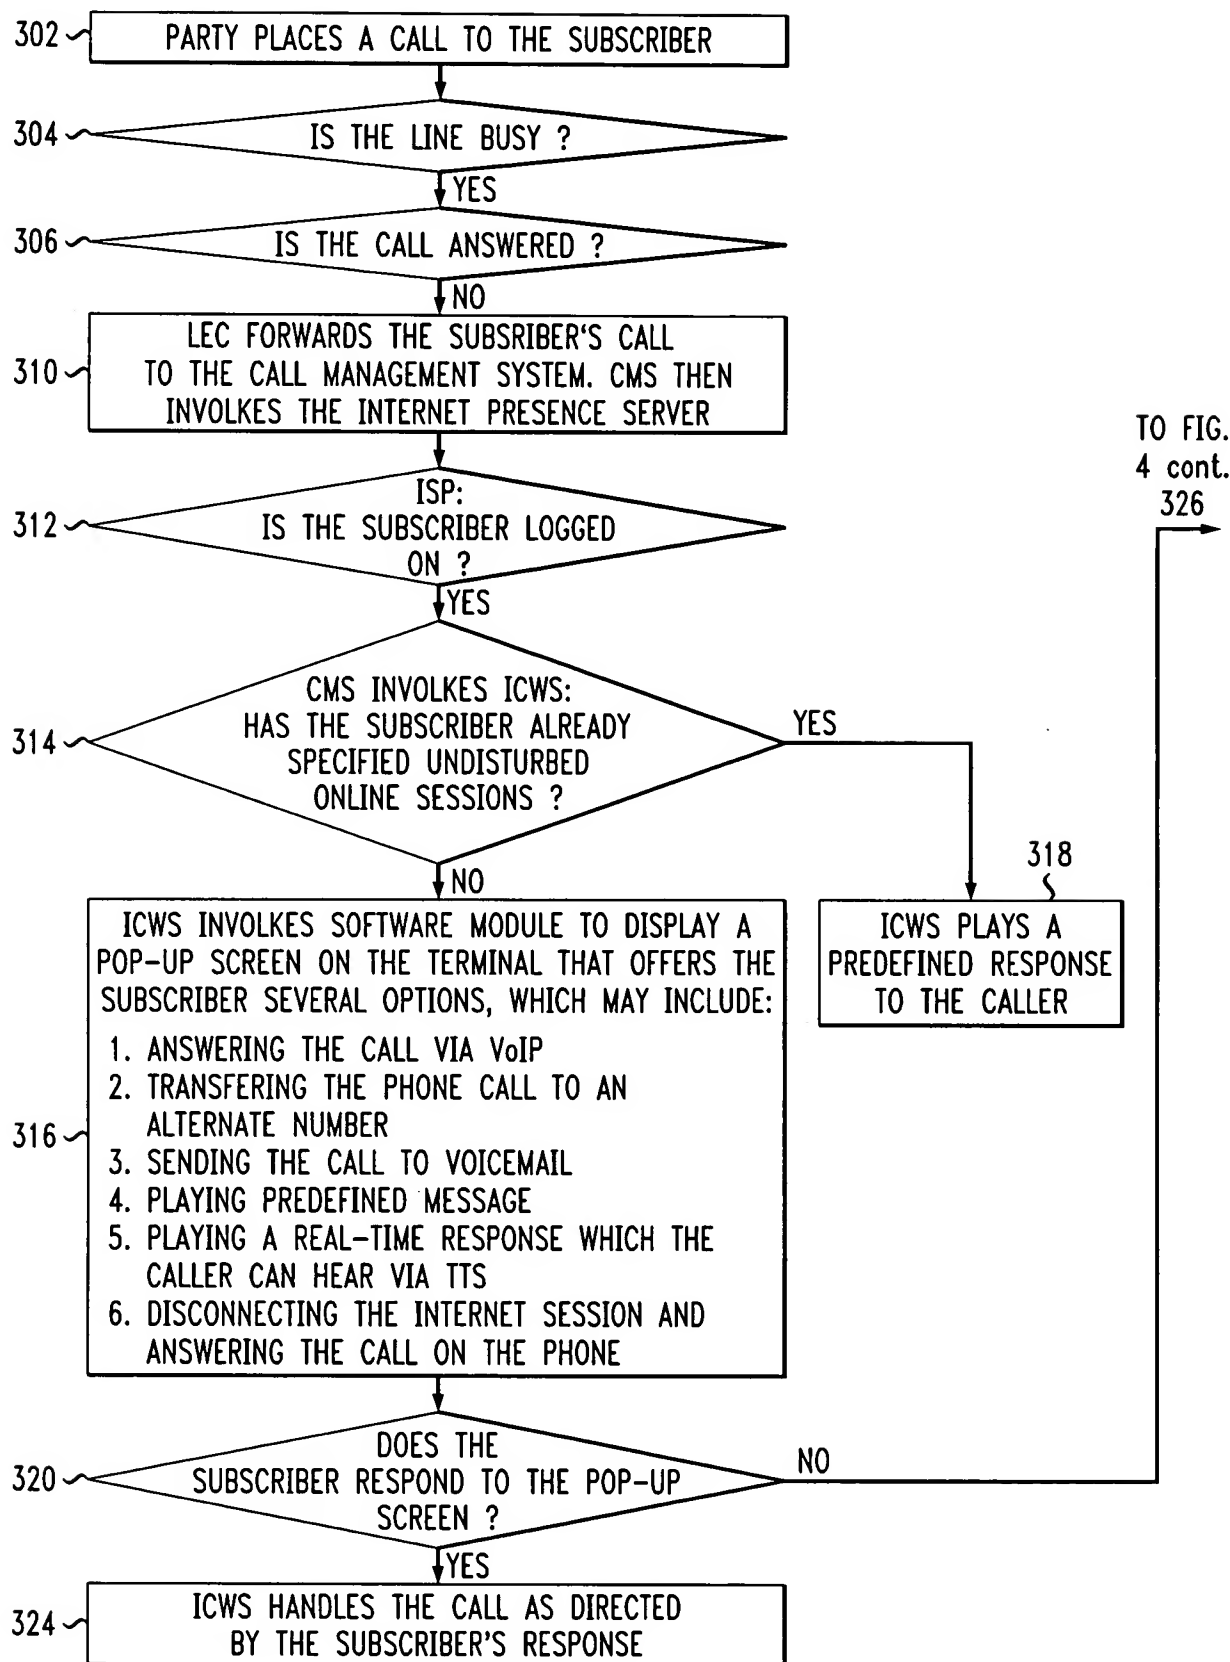 302
PARTY PLACES A CALL TO THE SUBSCRIBER
304
IS THE LINE BUSY ?
YES
306
IS THE CALL ANSWERED ?
NO
310
LEC FORWARDS THE SUBSRIBER'S CALL
TO THE CALL MANAGEMENT SYSTEM. CMS THEN
INVOLKES THE INTERNET PRESENCE SERVER
TO FIG.
4 cont.
326
312
ISP:
IS THE SUBSCRIBER LOGGED
ON ?
YES
314
CMS INVOLKES ICWS:
HAS THE SUBSCRIBER ALREADY
SPECIFIED UNDISTURBED
ONLINE SESSIONS ?
YES
NO
318
ICWS PLAYS A
PREDEFINED RESPONSE
TO THE CALLER
316
ICWS INVOLKES SOFTWARE MODULE TO DISPLAY A
POP-UP SCREEN ON THE TERMINAL THAT OFFERS THE
SUBSCRIBER SEVERAL OPTIONS, WHICH MAY INCLUDE:
1. ANSWERING THE CALL VIA VoIP
2. TRANSFERING THE PHONE CALL TO AN
ALTERNATE NUMBER
3. SENDING THE CALL TO VOICEMAIL
4. PLAYING PREDEFINED MESSAGE
5. PLAYING A REAL-TIME RESPONSE WHICH THE
CALLER CAN HEAR VIA TTS
6. DISCONNECTING THE INTERNET SESSION AND
ANSWERING THE CALL ON THE PHONE
320
DOES THE
SUBSCRIBER RESPOND TO THE POP-UP
SCREEN ?
NO
YES
324
ICWS HANDLES THE CALL AS DIRECTED
BY THE SUBSCRIBER'S RESPONSE